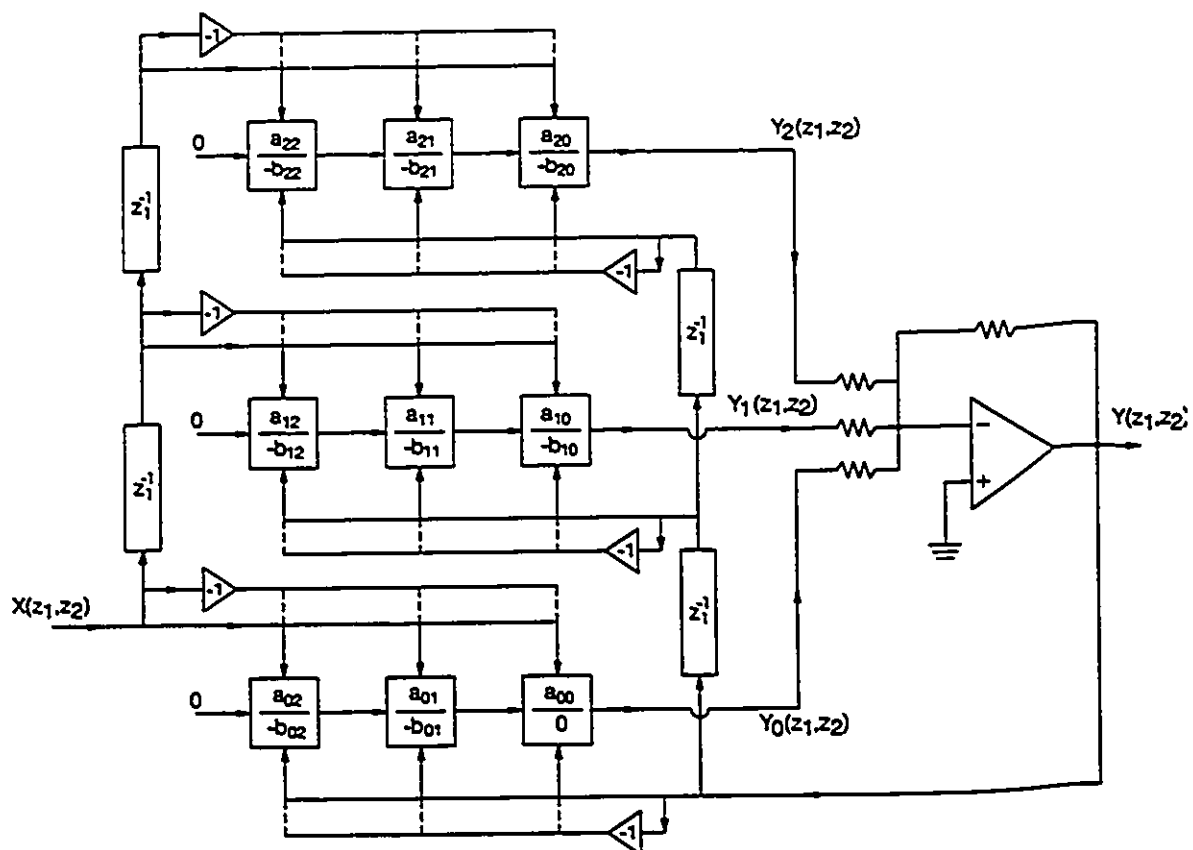 -1
0
a22
-b22
a21
-b21
a20
-b20
Y2(z1,z2)
z1^-1
-1
z1^-1
-1
0
a12
-b12
a11
-b11
a10
-b10
Y1(z1,z2)
Y(z1,z2)
-
+
z1^-1
-1
z1^-1
-1
X(z1,z2)
0
a02
-b02
a01
-b01
a00
0
Y0(z1,z2)
-1